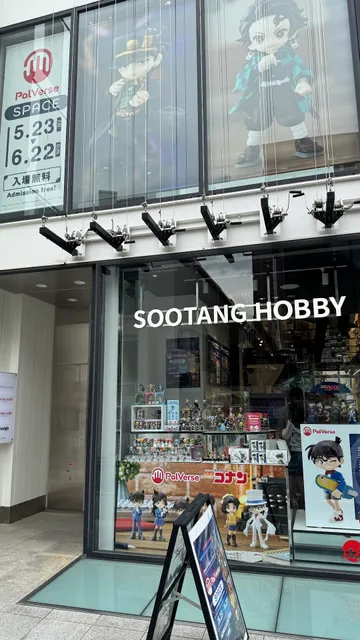 PalVerse
SPACE
5.23
6.22
入場無料
Admission free!
SOOTANG HOBBY
PalVerse
PalVerse
コナン
PalVerse